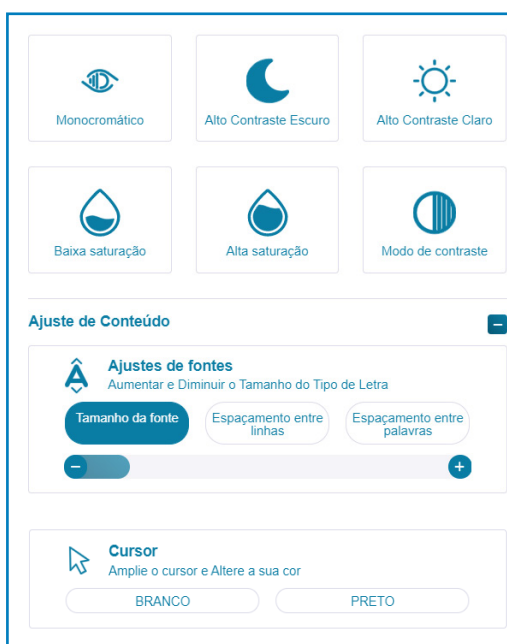 Monocromático
Alto Contraste Escuro
Alto Contraste Claro
Baixa saturação
Alta saturação
Modo de contraste
Ajuste de Conteúdo
Ajustes de fontes
Aumentar e Diminuir o Tamanho do Tipo de Letra
Tamanho da fonte
Espaçamento entre
linhas
Espaçamento entre
palavras
Cursor
Amplie o cursor e Altere a sua cor
BRANCO
PRETO